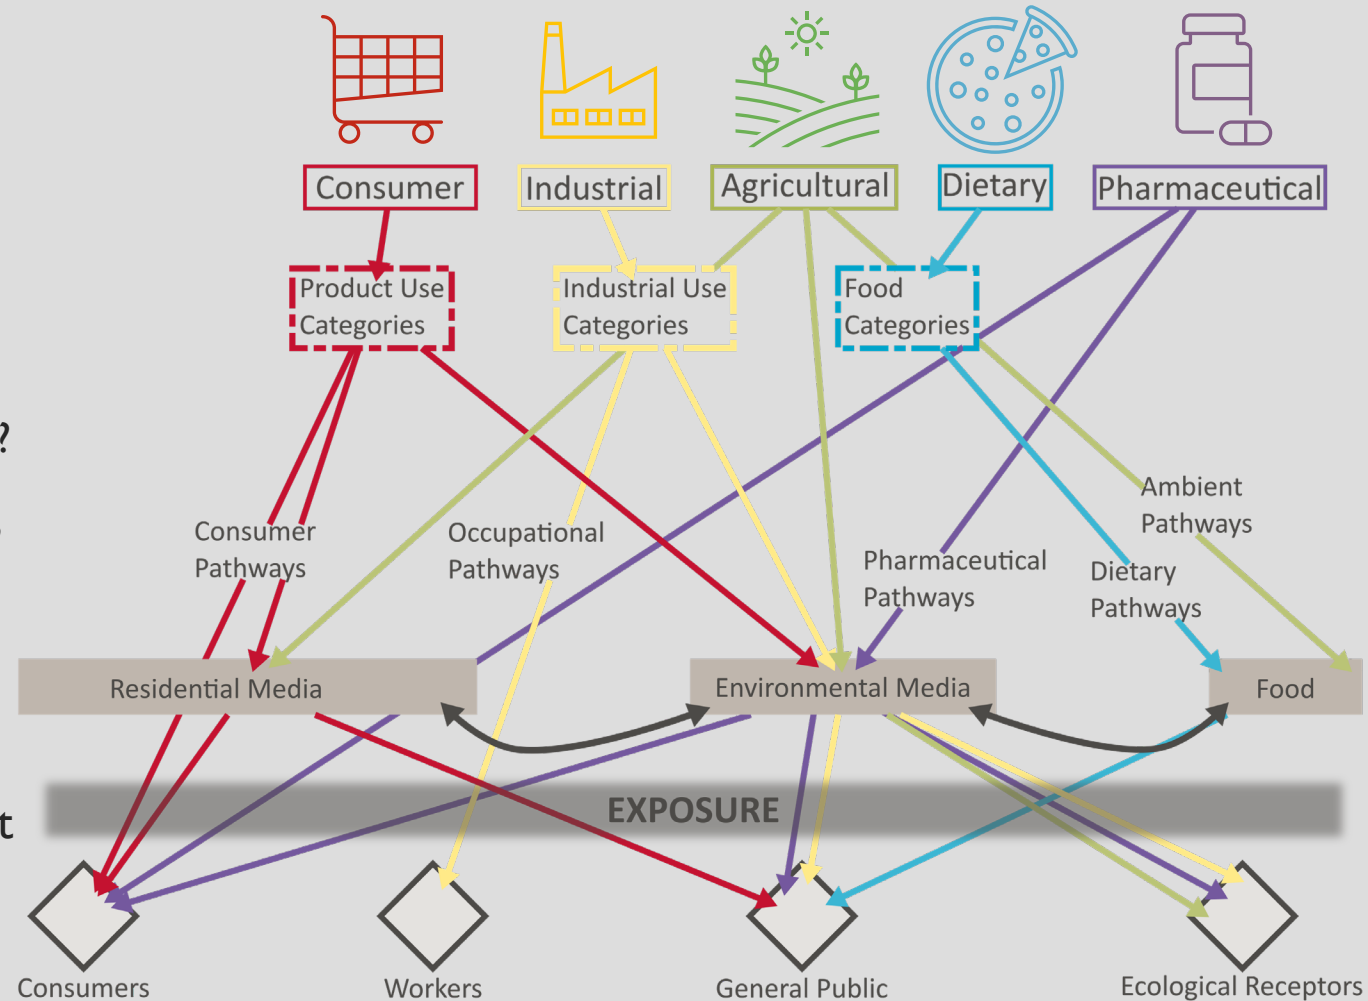 Consumer
Industrial
Agricultural
Dietary
Pharmaceutical
Product Use
Categories
Industrial Use
Categories
Food
Categories
?
Consumer
Pathways
Occupational
Pathways
Pharmaceutical
Pathways
Ambient
Pathways
Dietary
Pathways
Residential Media
Environmental Media
Food
EXPOSURE
t
Consumers
Workers
General Public
Ecological Receptors